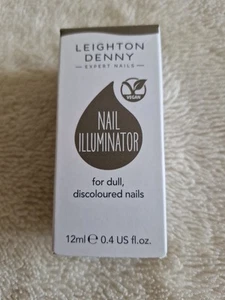 LEIGHTON
DENNY
EXPERT NAILS
VEGAN
NAIL
ILLUMINATOR
for dull,
discoloured nails
12ml ℮ 0.4 US fl.oz.